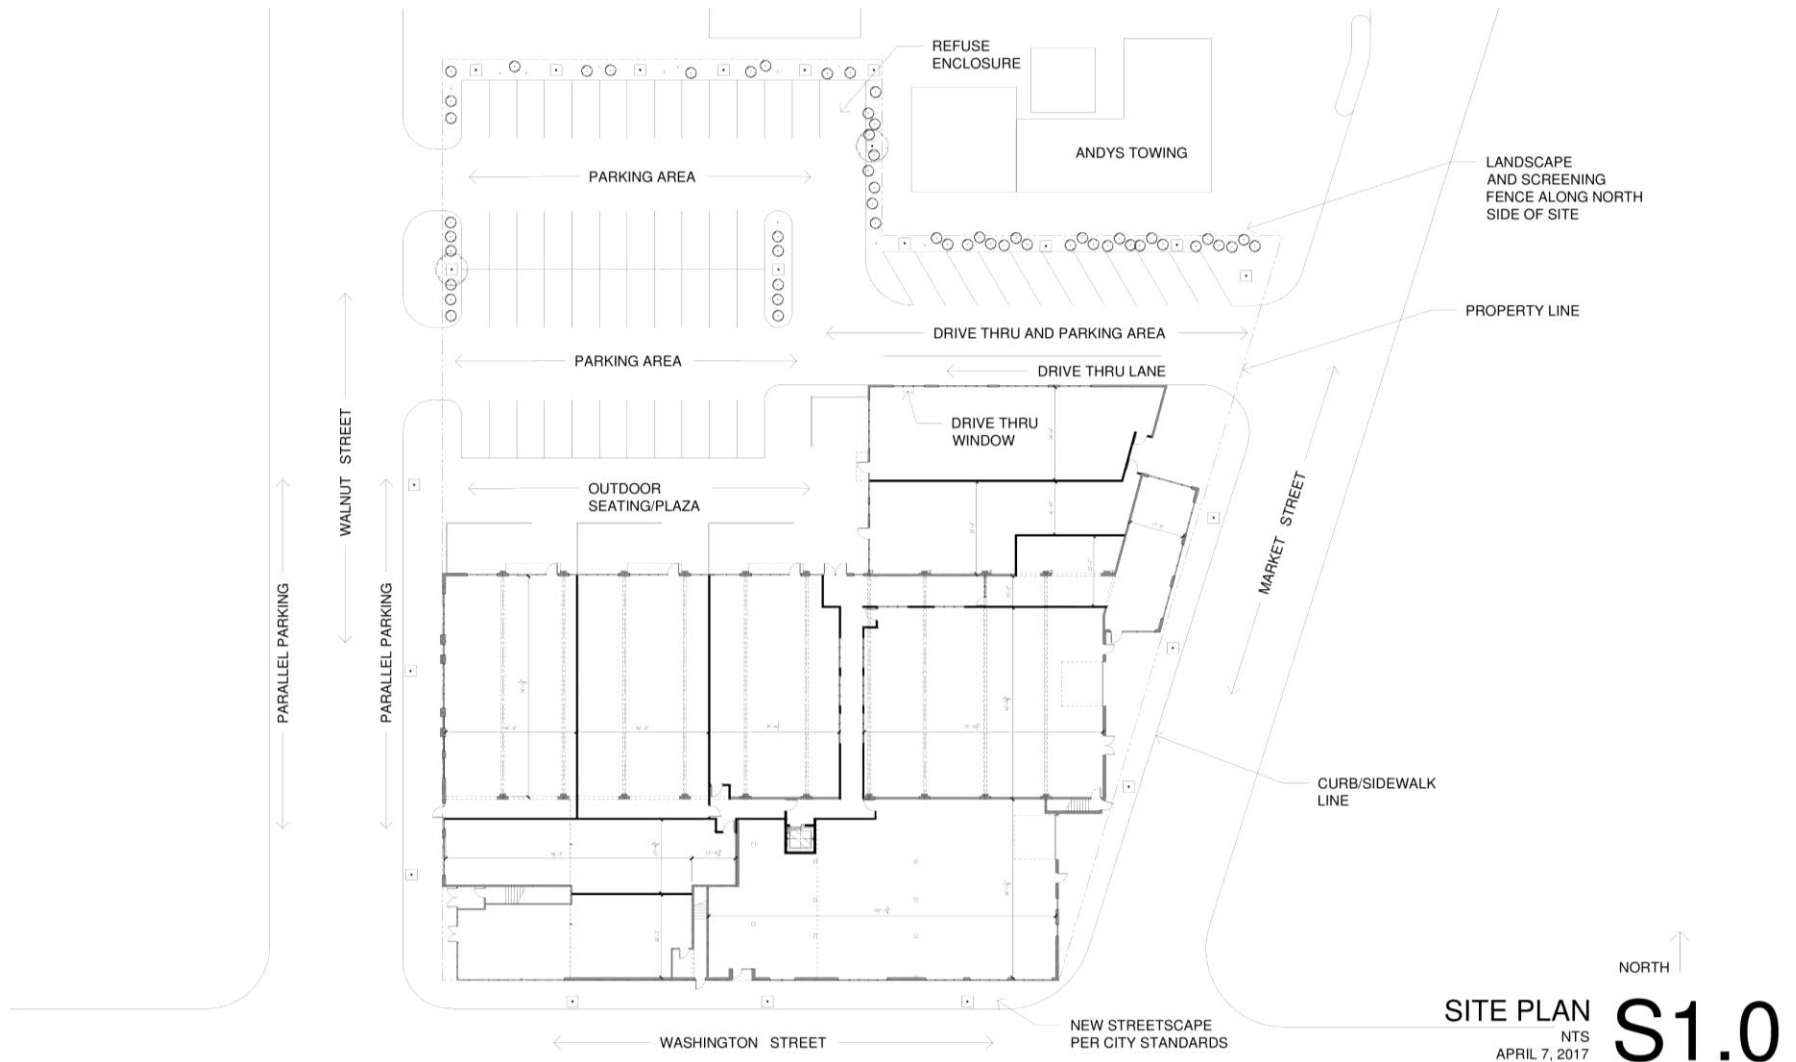 REFUSE
ENCLOSURE
ANDYS TOWING
LANDSCAPE
AND SCREENING
FENCE ALONG NORTH
SIDE OF SITE
PARKING AREA
PROPERTY LINE
DRIVE THRU AND PARKING AREA
PARKING AREA
DRIVE THRU LANE
DRIVE THRU
WINDOW
WALNUT STREET
OUTDOOR
SEATING/PLAZA
MARKET STREET
PARALLEL PARKING
PARALLEL PARKING
CURB/SIDEWALK
LINE
NORTH
NEW STREETSCAPE
PER CITY STANDARDS
WASHINGTON STREET
SITE PLAN
NTS
APRIL 7, 2017
S1.0